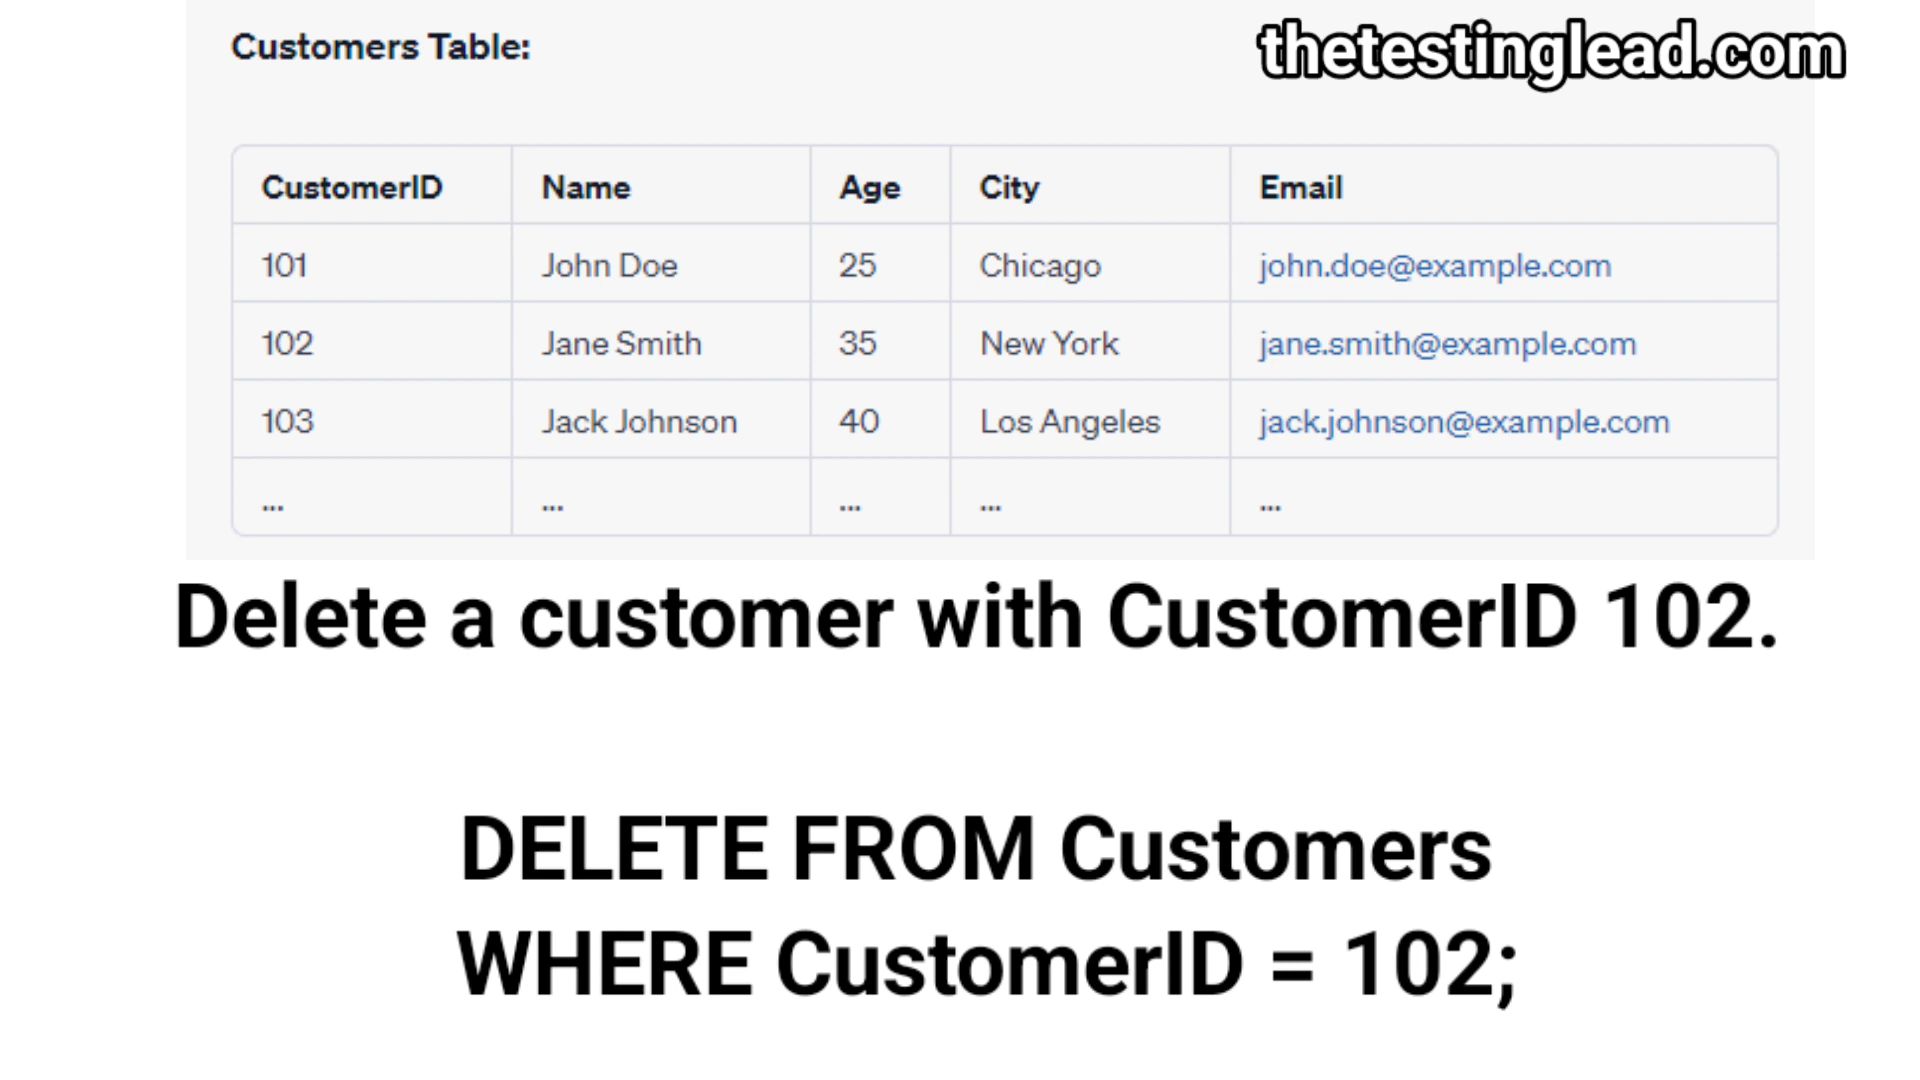 Customers Table:
thetestinglead.com
CustomerID Name Age City Email
101 John Doe 25 Chicago john.doe@example.com
102 Jane Smith 35 New York jane.smith@example.com
103 Jack Johnson 40 Los Angeles jack.johnson@example.com
... ... ... ... ...
Delete a customer with CustomerID 102.
DELETE FROM Customers
WHERE CustomerID = 102;